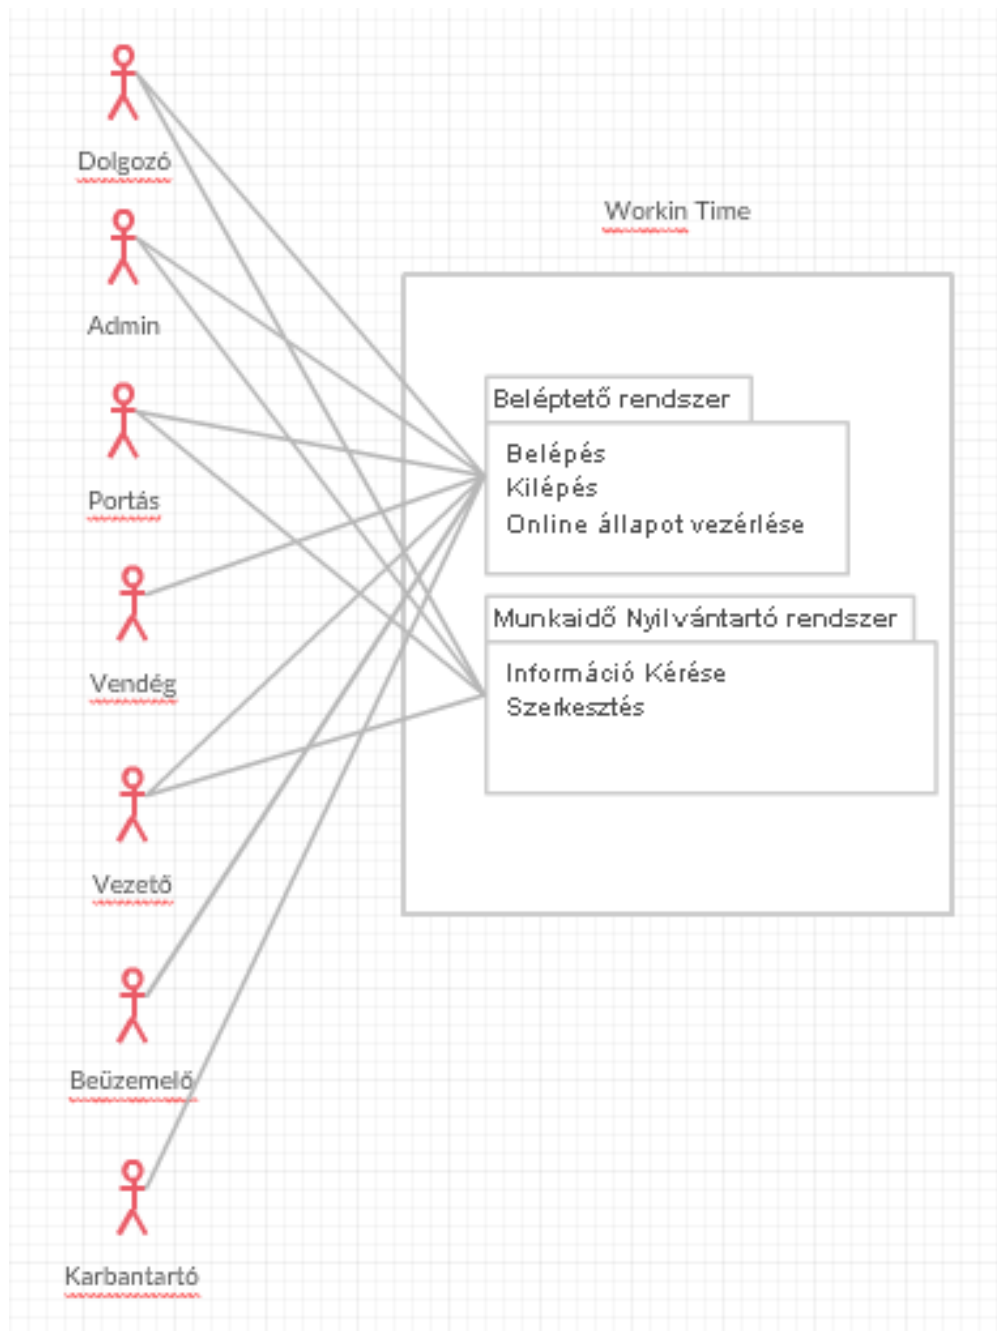 Dolgozó
Admin
Portás
Vendég
Vezető
Beüzemelő
Karbantartó
Workin Time
Beléptető rendszer
Belépés
Kilépés
Online állapot vezérlése
Munkaidő Nyilvántartó rendszer
Információ Kérése
Szerkesztés